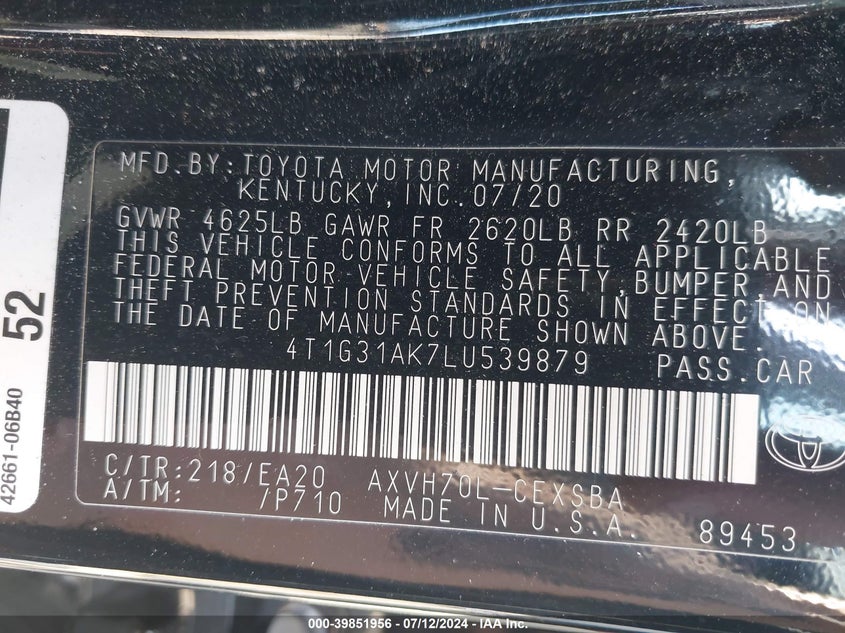 MFD.BY:TOYOTA MOTOR MANUFACTURING,
KENTUCKY,INC.07/20
GVWR 4625LB GAWR FR 2620LB RR 2420LB
THIS VEHICLE CONFORMS TO ALL APPLICABLE
FEDERAL MOTOR VEHICLE SAFETY,BUMPER AND
THEFT PREVENTION STANDARDS IN EFFECT ON
THE DATE OF MANUFACTURE SHOWN ABOVE.
4T1G31AK7LU539879 PASS.CAR
C/TR:218/EA20 AXVH70L-CEXSBA
A/TM: /P710 MADE IN U.S.A. 89453
52
42661-06B40
000-39851956 - 07/12/2024 - IAA Inc.